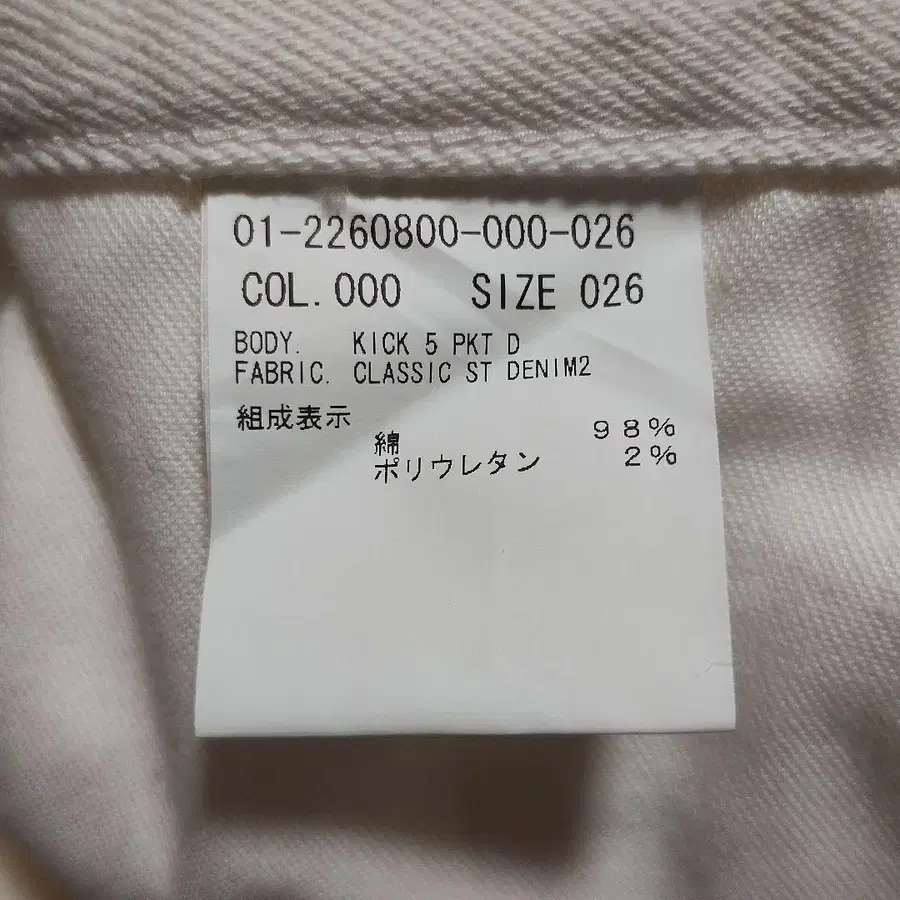 01-2260800-000-026
COL.000 SIZE 026
BODY. KICK 5 PKT D
FABRIC. CLASSIC ST DENIM2
組成表示
綿 98%
ポリウレタン 2%